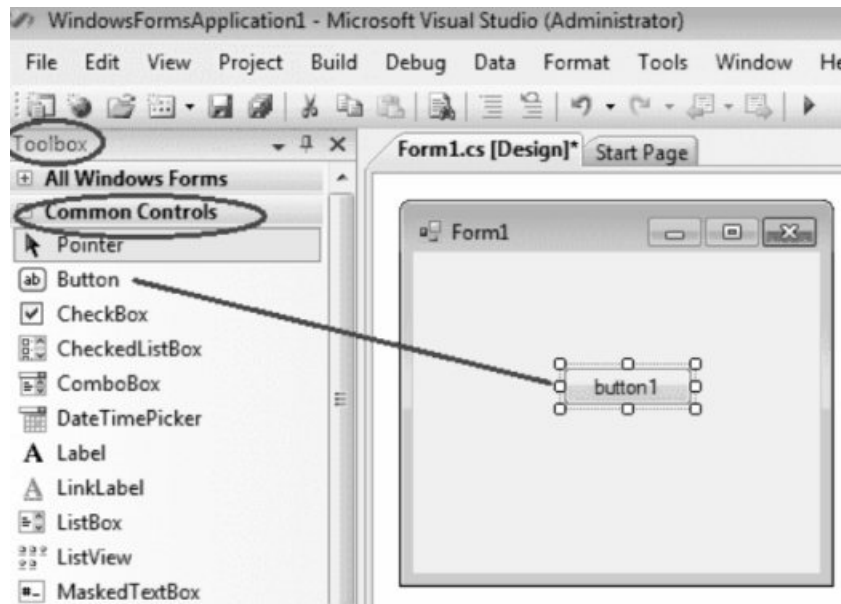 WindowsFormsApplication1 - Microsoft Visual Studio (Administrator)
File Edit View Project Build Debug Data Format Tools Window
Toolbox
All Windows Forms
Common Controls
Pointer
Button
CheckBox
CheckedListBox
ComboBox
DateTimePicker
Label
LinkLabel
ListBox
ListView
MaskedTextBox
Form1.cs [Design]* Start Page
Form1
button1